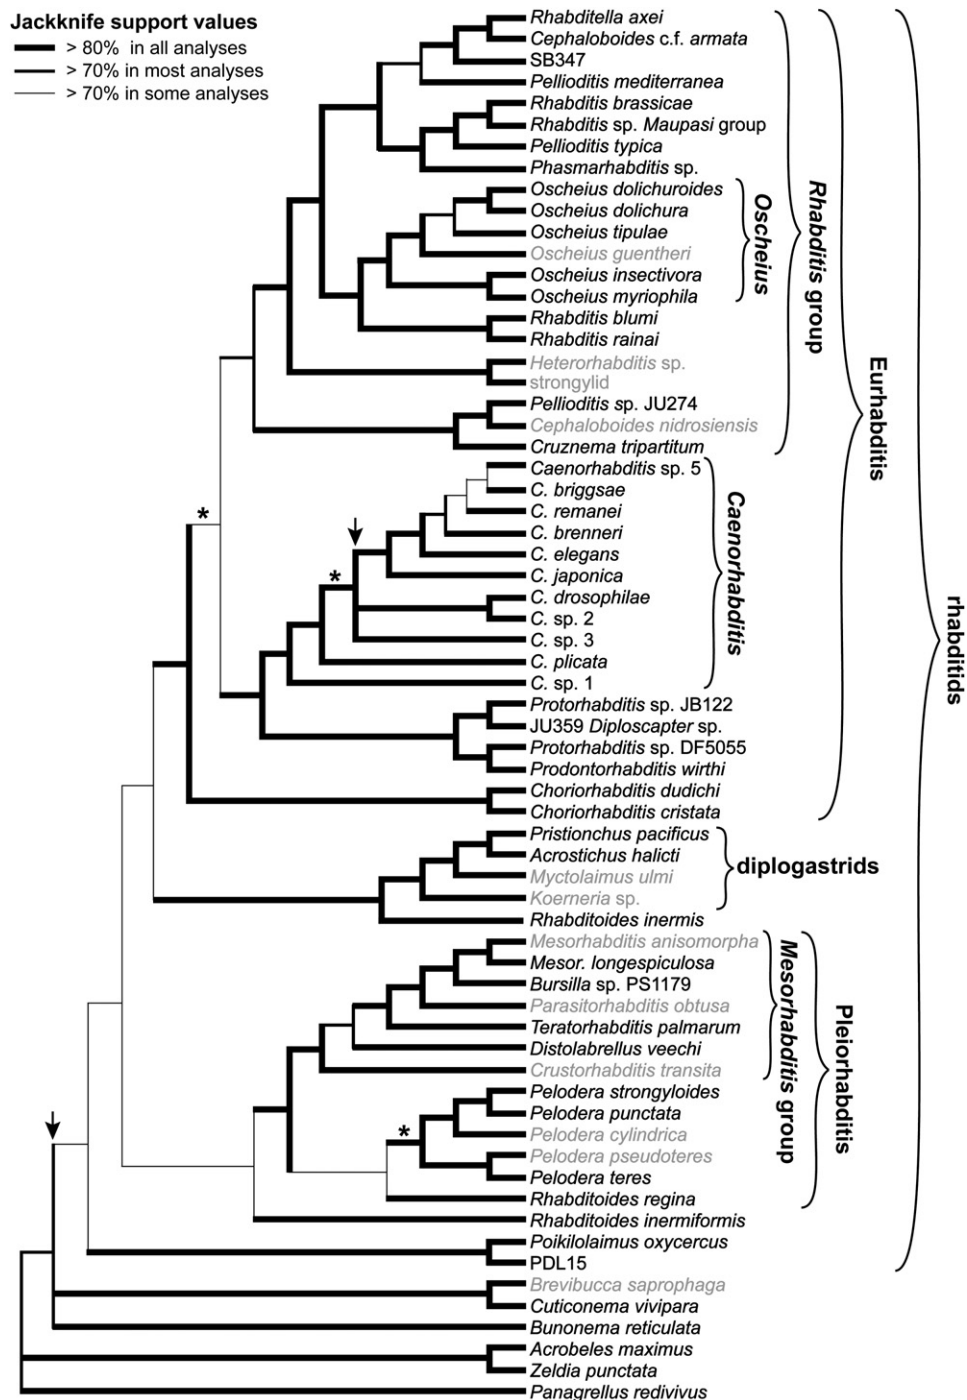 Jackknife support values
> 80% in all analyses
> 70% in most analyses
> 70% in some analyses
Rhabditella axei
Cephaloboides c.f. armata
SB347
Pellioditis mediterranea
Rhabditis brassicae
Rhabditis sp. Maupasi group
Pellioditis typica
Phasmarhabditis sp.
Oscheius dolichuroides
Oscheius dolichura
Oscheius tipulae
Oscheius guentheri
Oscheius insectivora
Oscheius myriophila
Rhabditis blumi
Rhabditis rainai
Heterorhabditis sp.
strongylid
Pellioditis sp. JU274
Cephaloboides nidrosiensis
Cruznema tripartitum
Caenorhabditis sp. 5
C. briggsae
C. remanei
C. brenneri
C. elegans
C. japonica
C. drosophilae
C. sp. 2
C. sp. 3
C. plicata
C. sp. 1
Protorhabditis sp. JB122
JU359 Diploscapter sp.
Protorhabditis sp. DF5055
Prodontorhabditis wirthi
Choriorhabditis dudichi
Choriorhabditis cristata
Pristionchus pacificus
Acrostichus halicti
Myctolaimus ulmi
Koerneria sp.
Rhabditoides inermis
Mesorhabditis anisomorpha
Mesor. longespiculosa
Bursilla sp. PS1179
Parasitorhabditis obtusa
Teratorhabditis palmarum
Distolabrellus veechi
Crustorhabditis transita
Pelodera strongyloides
Pelodera punctata
Pelodera cylindrica
Pelodera pseudoteres
Pelodera teres
Rhabditoides regina
Rhabditoides inermiformis
Poikilolaimus oxycercus
PDL15
Brevibucca saprophaga
Cuticonema vivipara
Bunonema reticulata
Acrobeles maximus
Zeldia punctata
Panagrellus redivivus
Oscheius
Rhabditis group
Caenorhabditis
Eurhabditis
diplogastrids
Mesorhabditis group
Pleiorhabditis
rhabditids
*
*
*